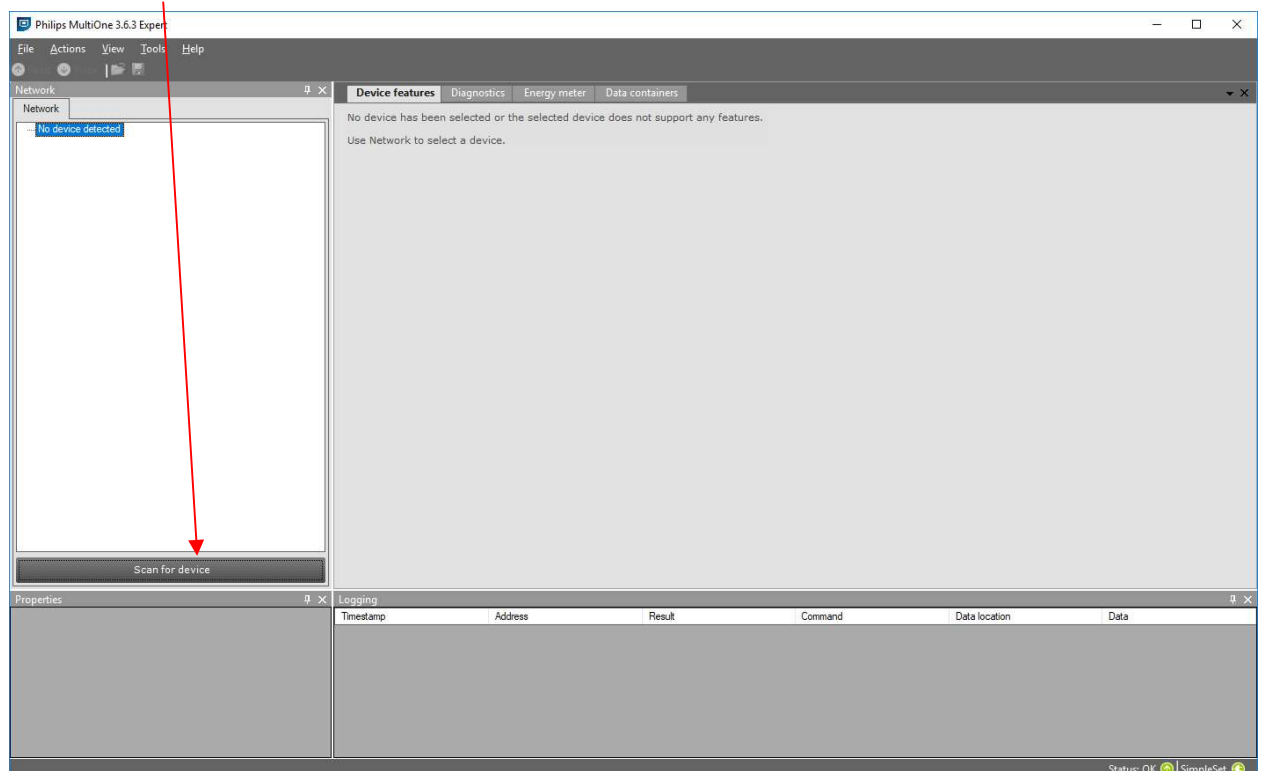 Philips MultiOne 3.6.3 Expert
File Actions View Tools Help
Network
Network
No device detected
Scan for device
Device features Diagnostics Energy meter Data containers
No device has been selected or the selected device does not support any features.
Use Network to select a device.
Properties
Logging
Timestamp Address Result Command Data location Data
Status: OK SimpleSet